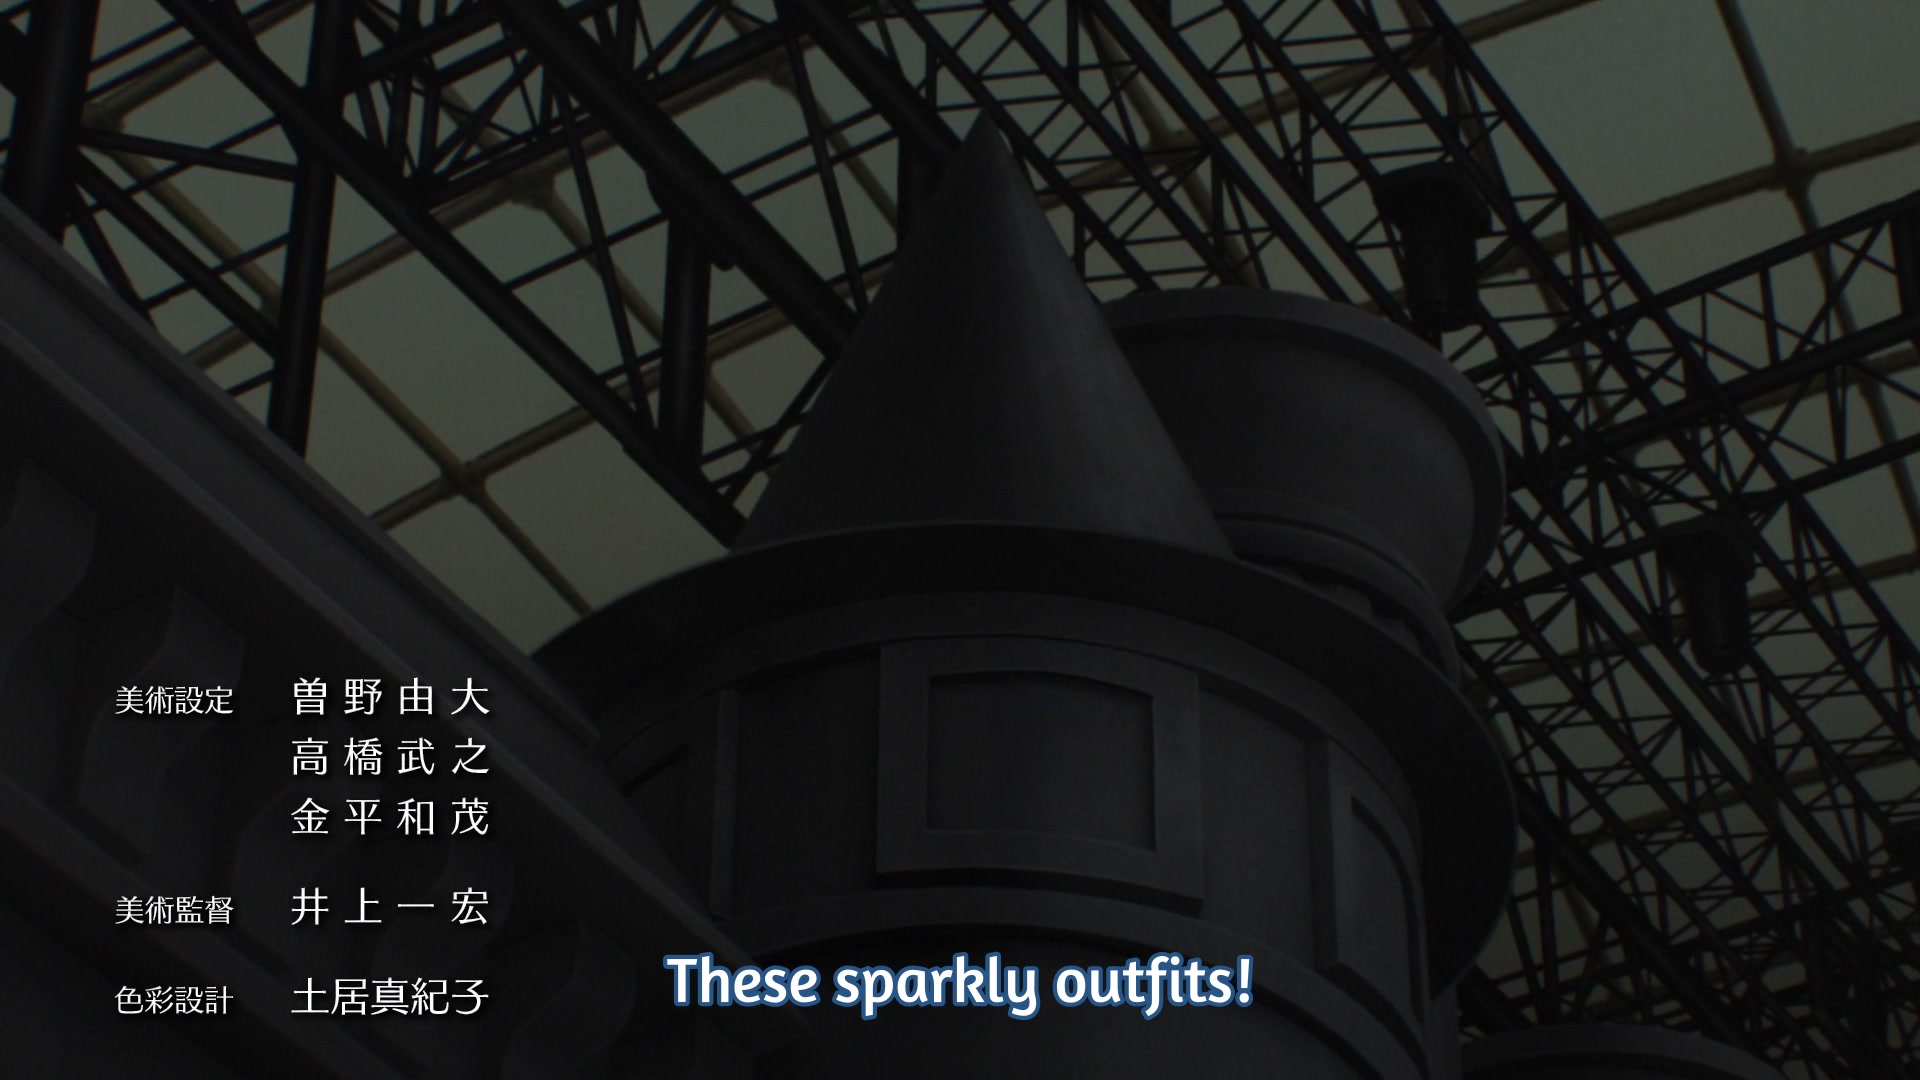 美術設定 曽野由大
高橋武之
金平和茂
美術監督 井上一宏
色彩設計 土居真紀子
These sparkly outfits!